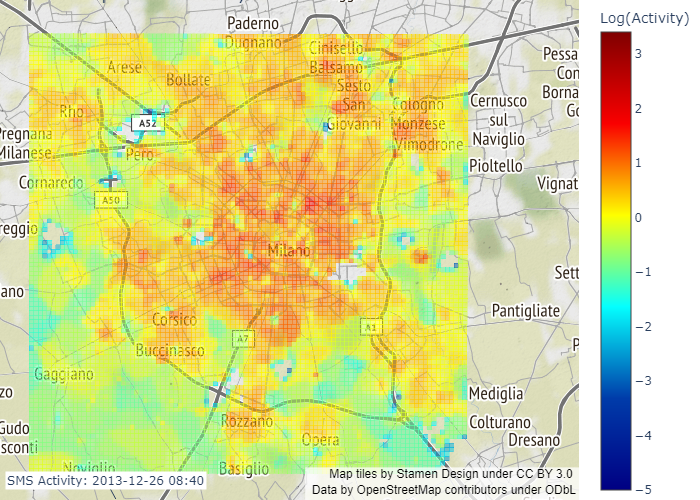 Paderno
Dugnano
Log(Activity)
Cinisello
Balsamo
Arese
Bollate
Sesto
San
Giovanni
Pessa
Con
Borna
Go
Rho
A52
Cologno
Monzese
Cernusco
sul
Naviglio
Pregnana
Milanese
Pero
Vimodrone
Pioltello
Cornaredo
Vignat
A50
reggio
Milano
Sett
ano
Corsico
A7
A1
Pantigliate
P
Buccinasco
Gaggiano
zo
Mediglia
Rozzano
Colturano
Gudo
sconti
Opera
Dresano
Noviglio
Basiglio
SMS Activity: 2013-12-26 08:40
Map tiles by Stamen Design under CC BY 3.0
Data by OpenStreetMap contributors under ODbL
3
2
1
0
−1
−2
−3
−4
−5